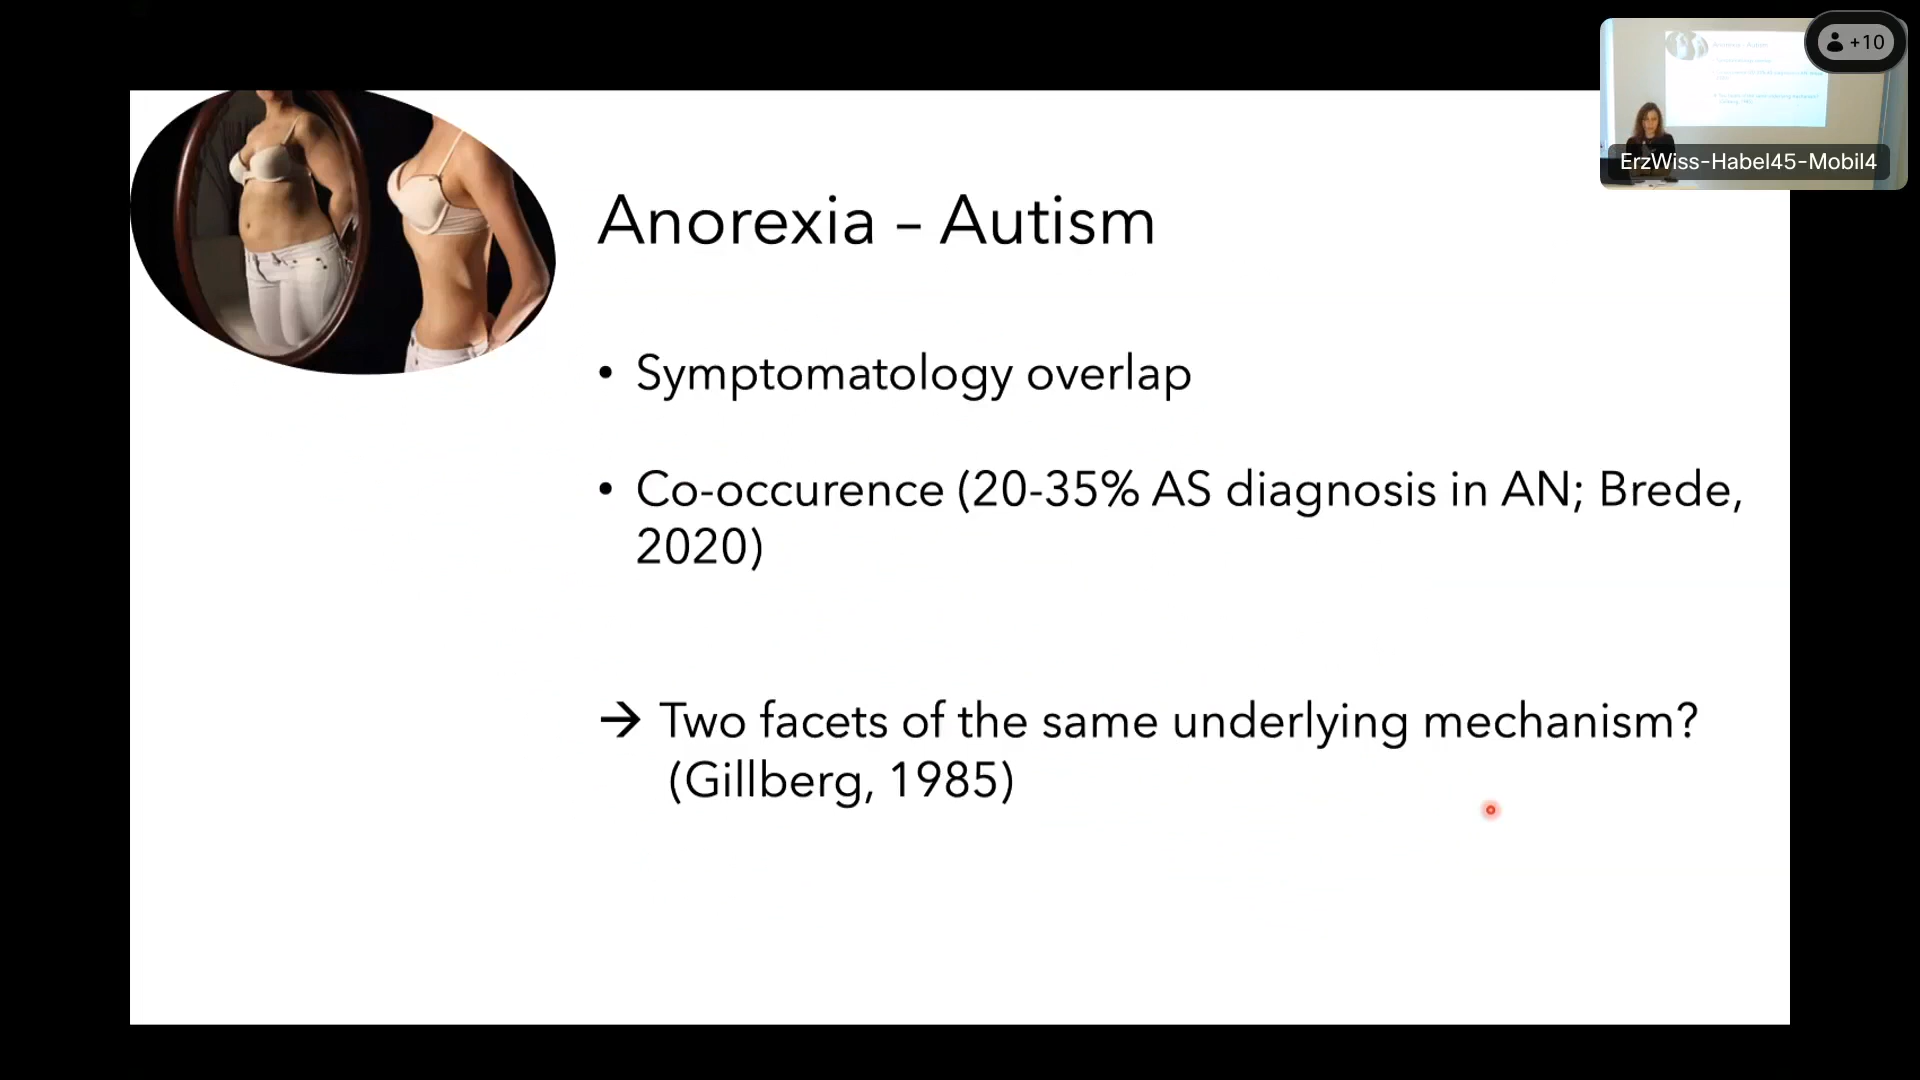 +10
ErzWiss-Habel45-Mobil4
Anorexia – Autism
• Symptomatology overlap
• Co-occurence (20-35% AS diagnosis in AN; Brede,
2020)
→ Two facets of the same underlying mechanism?
(Gillberg, 1985)